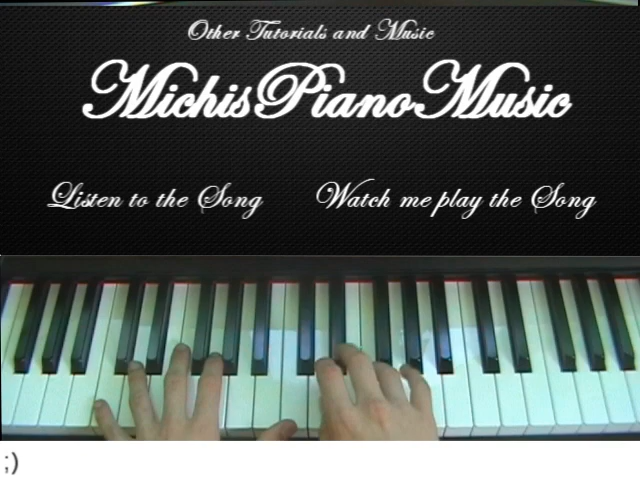 Other Tutorials and Music
MichisPianoMusic
Listen to the Song
Watch me play the Song
;)